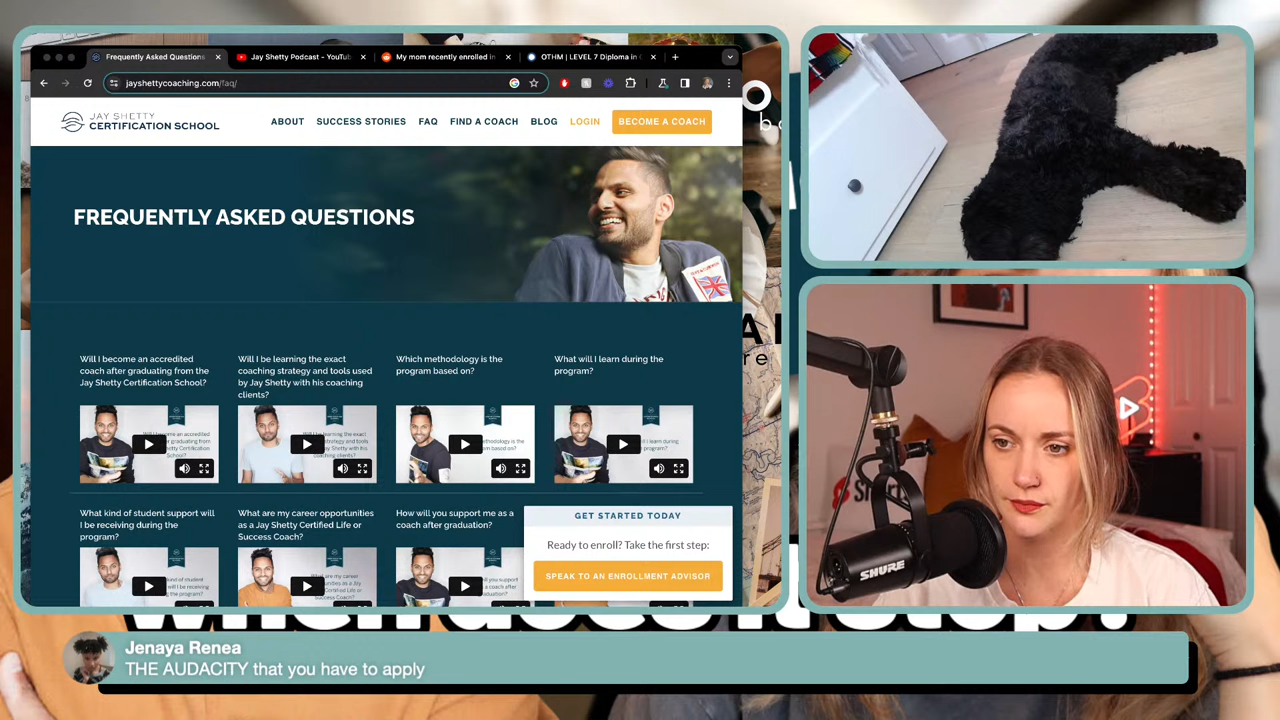 Frequently Asked Questions
Jay Shetty Podcast - YouTub
My mom recently enrolled in
OTHM | LEVEL 7 Diploma in
jayshettycoaching.com/faq/
JAY SHETTY
CERTIFICATION SCHOOL
ABOUT
SUCCESS STORIES
FAQ
FIND A COACH
BLOG
LOGIN
BECOME A COACH
FREQUENTLY ASKED QUESTIONS
Will I become an accredited
coach after graduating from the
Jay Shetty Certification School?
Will I be learning the exact
coaching strategy and tools used
by Jay Shetty with his coaching
clients?
Which methodology is the
program based on?
What will I learn during the
program?
What kind of student support will
I be receiving during the
program?
What are my career opportunities
as a Jay Shetty Certified Life or
Success Coach?
How will you support me as a
coach after graduation?
GET STARTED TODAY
Ready to enroll? Take the first step:
SPEAK TO AN ENROLLMENT ADVISOR
SHURE
when does it stop?
Jenaya Renea
THE AUDACITY that you have to apply